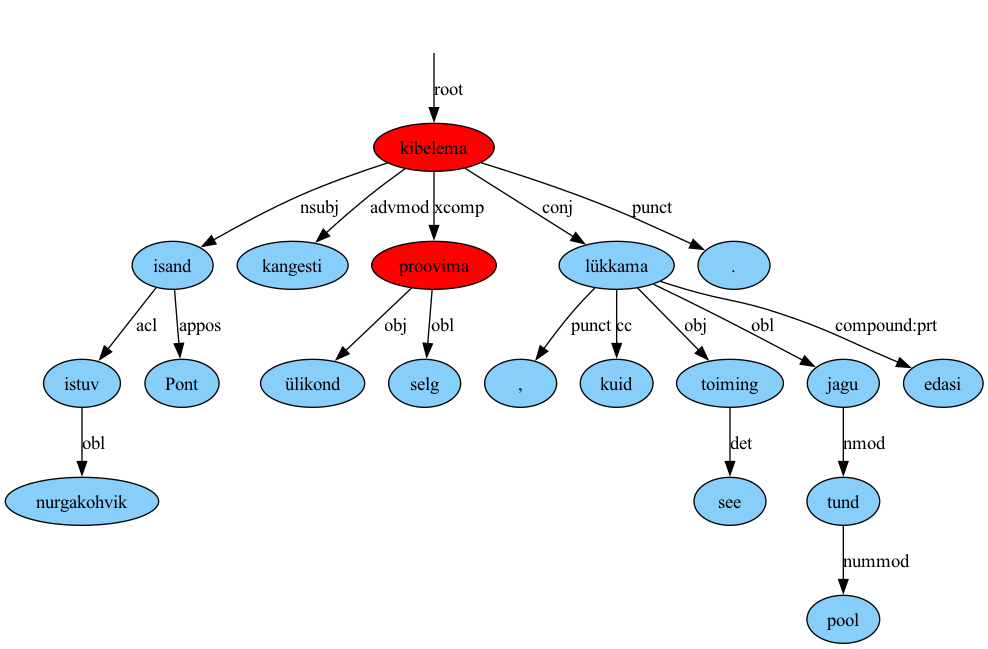 root
kibelema
nsubj advmod xcomp conj punct
isand kangesti proovima lükkama .
acl appos obj obl punct cc obj obl compound:prt
istuv Pont ülikond selg , kuid toiming jagu edasi
obl det nmod
nurgakohvik see tund
nummod
pool